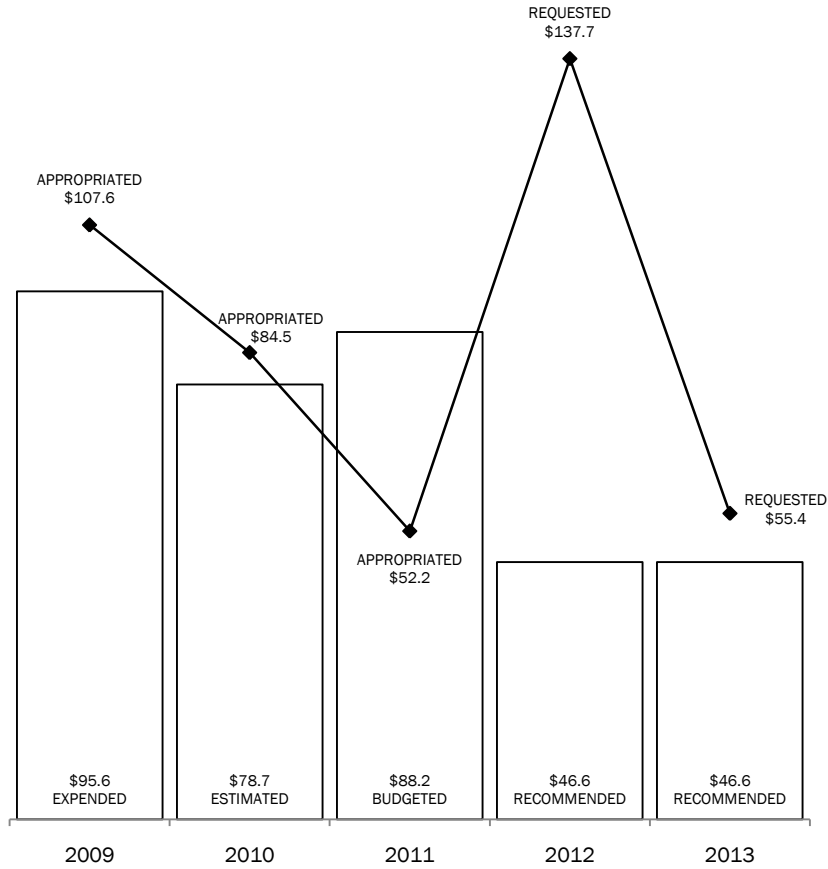 REQUESTED
$137.7
APPROPRIATED
$107.6
APPROPRIATED
$84.5
REQUESTED
$55.4
APPROPRIATED
$52.2
$95.6
EXPENDED
$78.7
ESTIMATED
$88.2
BUDGETED
$46.6
RECOMMENDED
$46.6
RECOMMENDED
2009
2010
2011
2012
2013